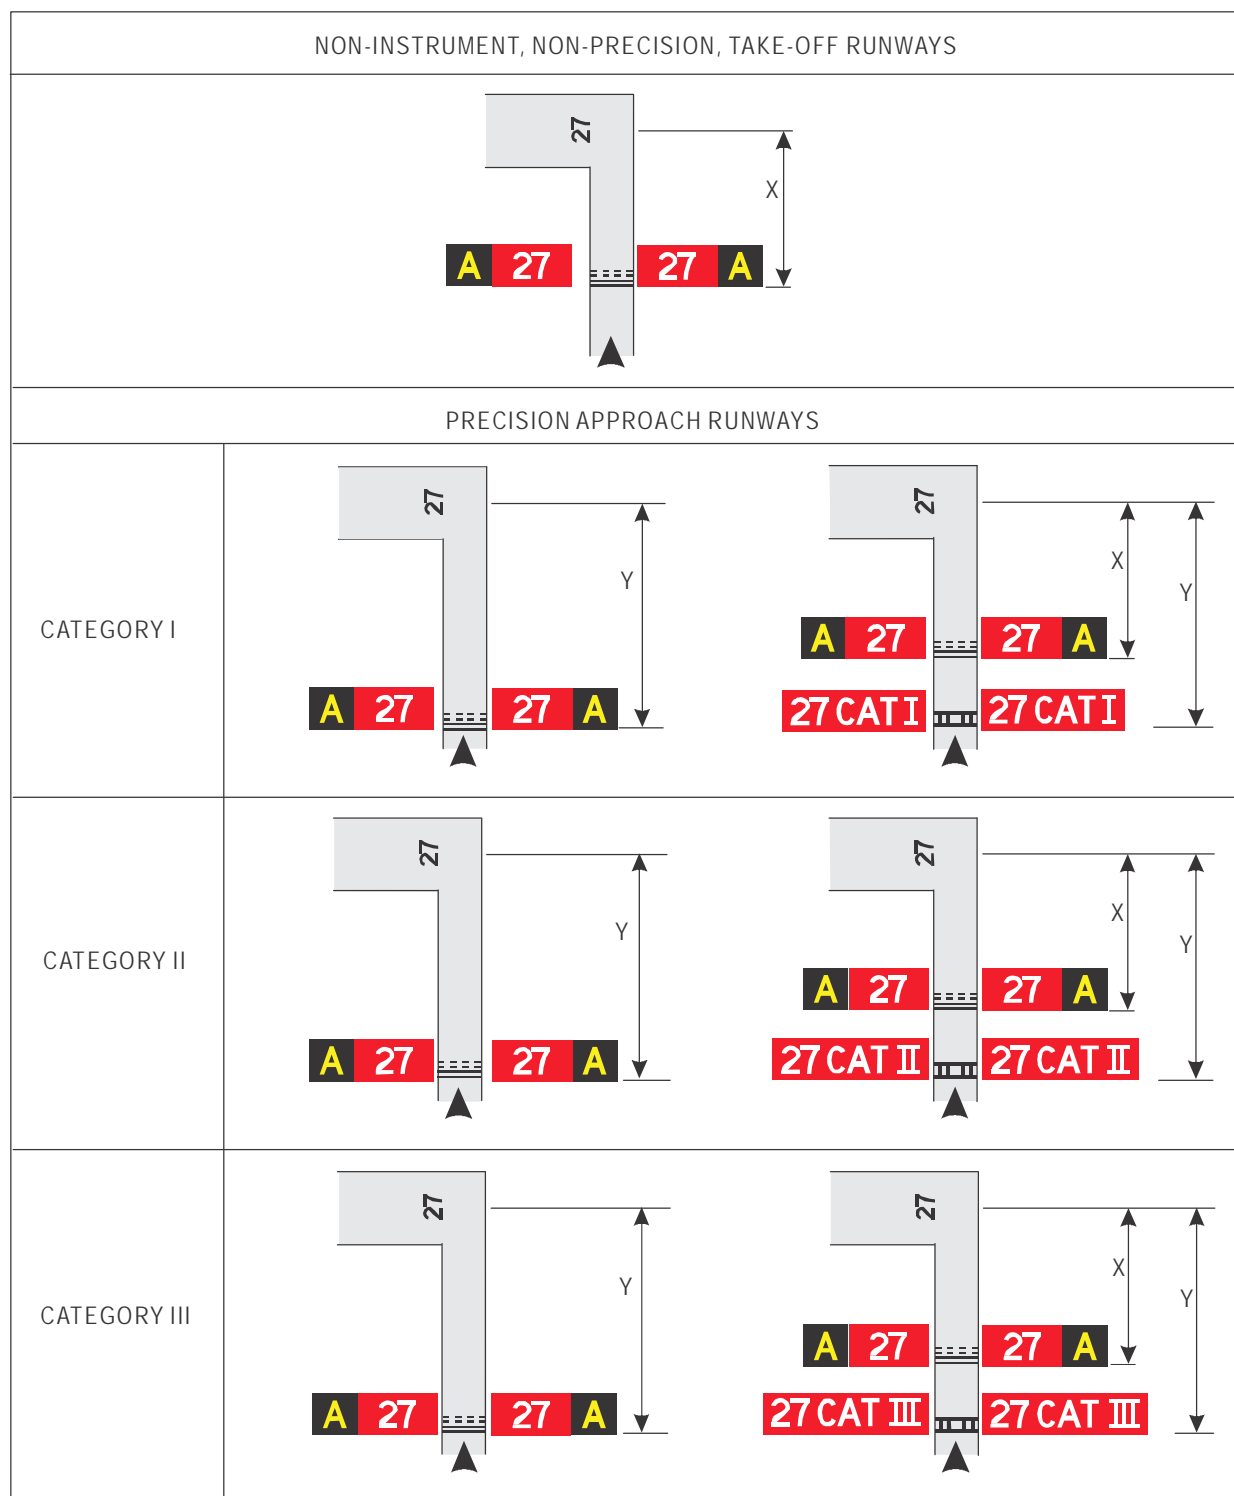 NON-INSTRUMENT, NON-PRECISION, TAKE-OFF RUNWAYS
27
X
A 27 27 A
PRECISION APPROACH RUNWAYS
CATEGORY I
27
Y
A 27 27 A
27
X
Y
A 27 27 A
27 CAT I 27 CAT I
CATEGORY II
27
Y
A 27 27 A
27
X
Y
A 27 27 A
27 CAT II 27 CAT II
CATEGORY III
27
Y
A 27 27 A
27
X
Y
A 27 27 A
27 CAT III 27 CAT III